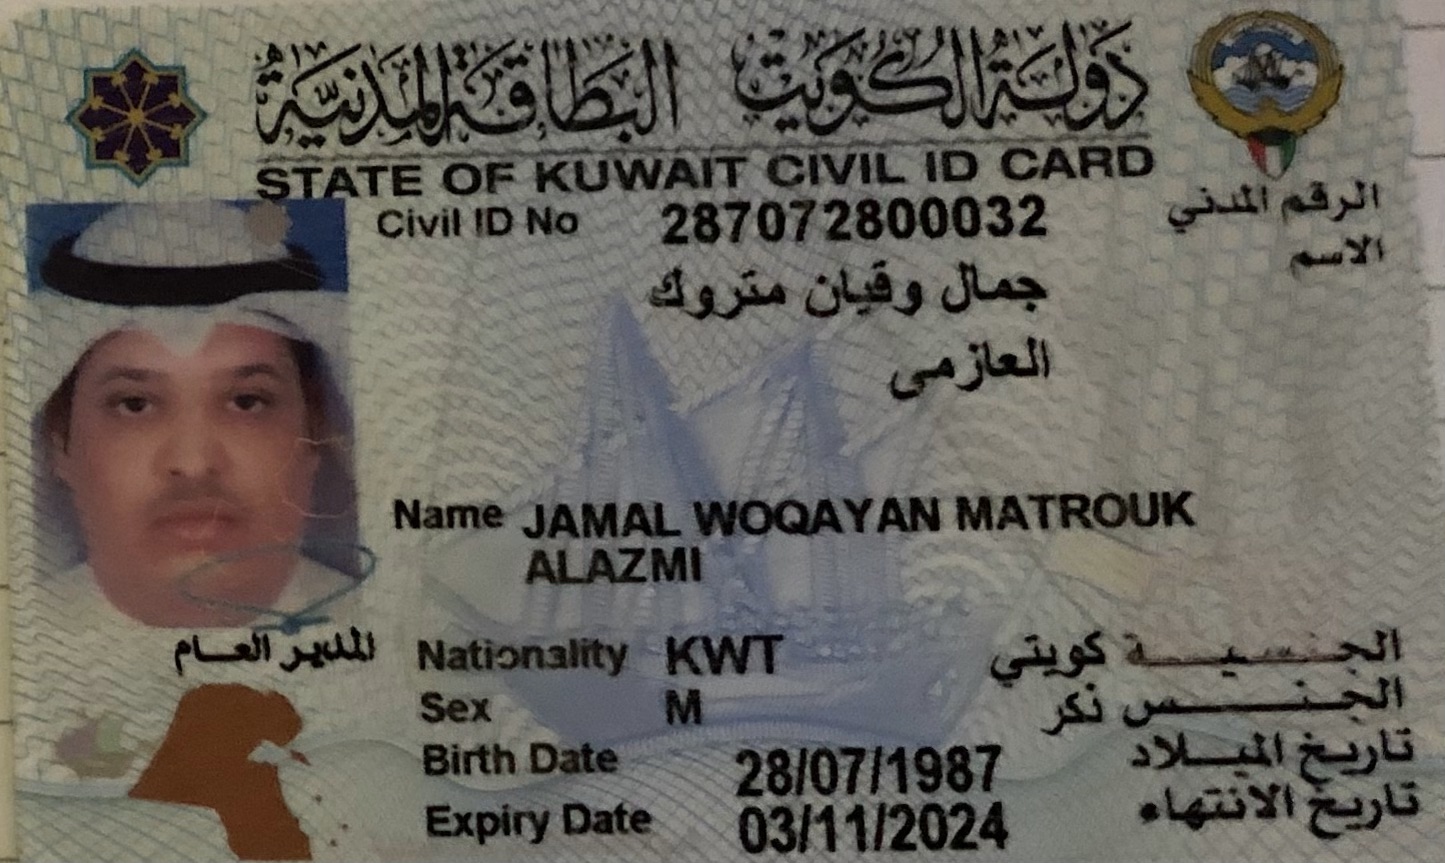 دولة الكويت البطاقة المدنية
STATE OF KUWAIT CIVIL ID CARD
Civil ID No 287072800032 الرقم المدني
الاسم
جمال وقيان متروك
العازمى
Name JAMAL WOQAYAN MATROUK
ALAZMI
المدير العام
Nationality KWT الجنسية كويتي
Sex M الجنس ذكر
Birth Date 28/07/1987 تاريخ الميلاد
Expiry Date 03/11/2024 تاريخ الانتهاء